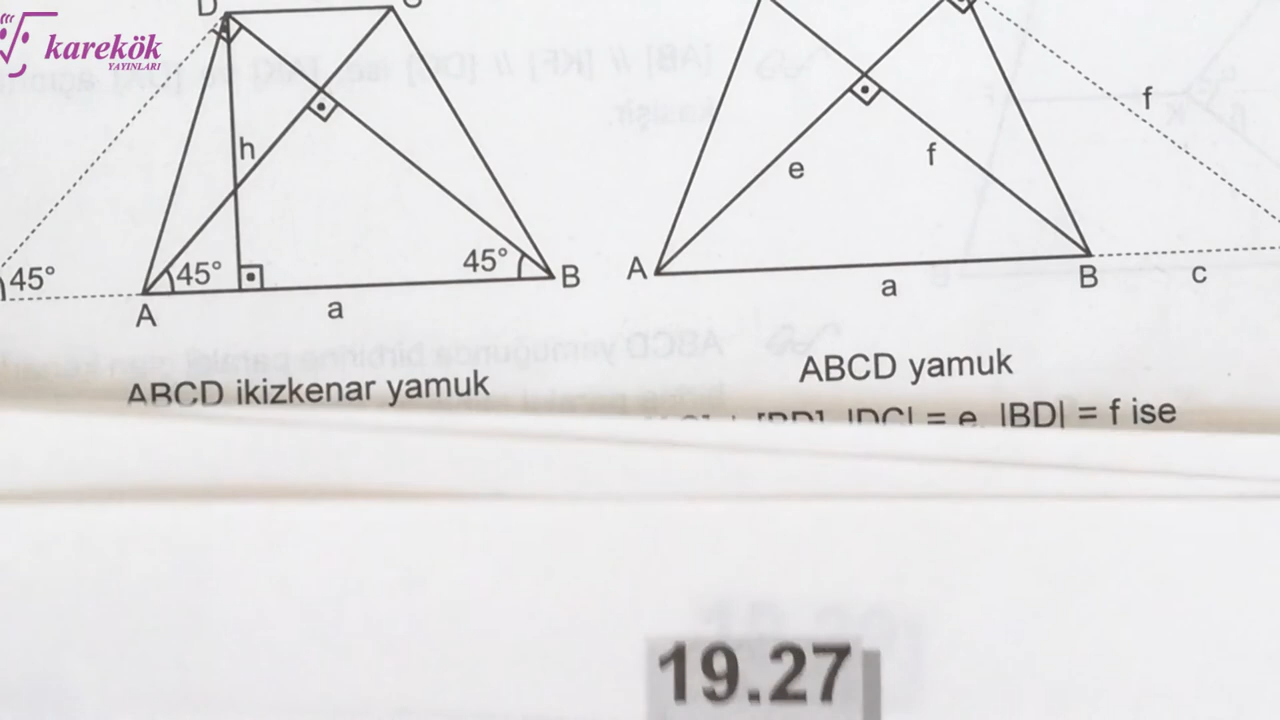 karekök
YAYINLARI
D
h
45°
45°
45°
A
B
a
ABCD ikizkenar yamuk
e
f
f
A
B
a
c
ABCD yamuk
= e, |BD| = f ise
19.27